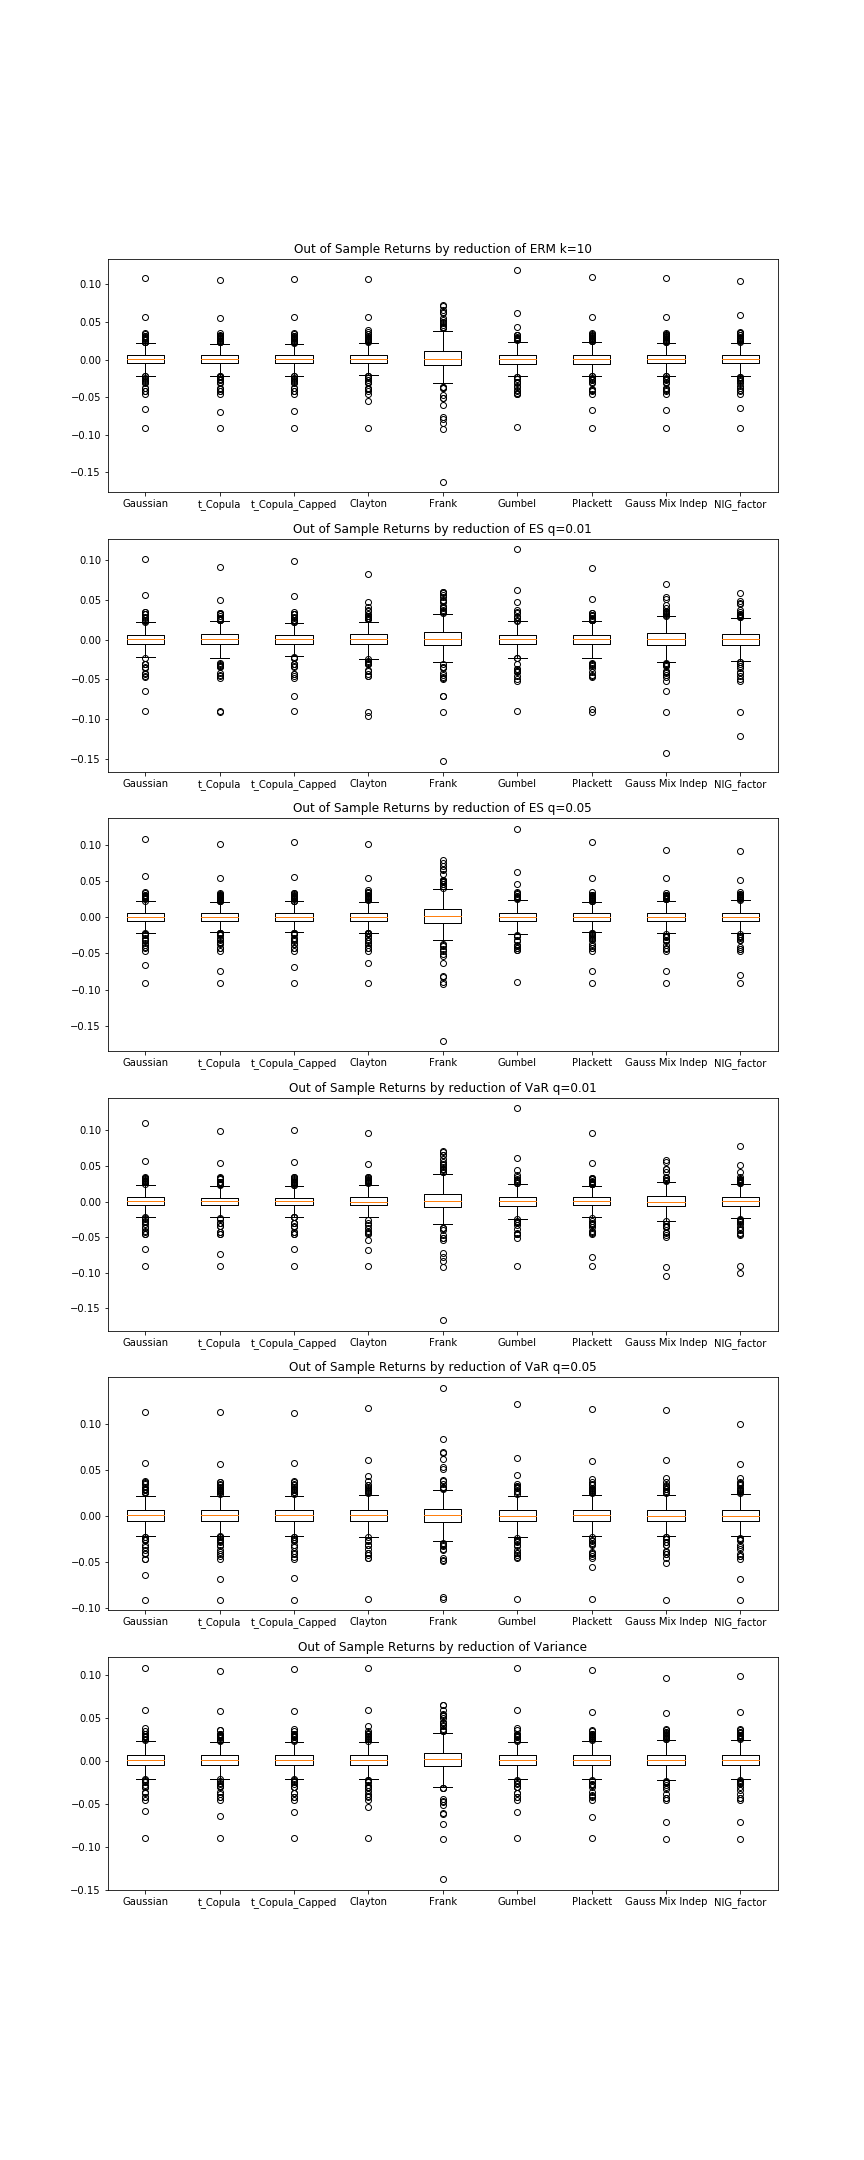 Out of Sample Returns by reduction of ERM k=10
0.10
0.05
0.00
−0.05
−0.10
−0.15
Gaussian t_Copula t_Copula_Capped Clayton Frank Gumbel Plackett Gauss Mix Indep NIG_factor
Out of Sample Returns by reduction of ES q=0.01
0.10
0.05
0.00
−0.05
−0.10
−0.15
Gaussian t_Copula t_Copula_Capped Clayton Frank Gumbel Plackett Gauss Mix Indep NIG_factor
Out of Sample Returns by reduction of ES q=0.05
0.10
0.05
0.00
−0.05
−0.10
−0.15
Gaussian t_Copula t_Copula_Capped Clayton Frank Gumbel Plackett Gauss Mix Indep NIG_factor
Out of Sample Returns by reduction of VaR q=0.01
0.10
0.05
0.00
−0.05
−0.10
−0.15
Gaussian t_Copula t_Copula_Capped Clayton Frank Gumbel Plackett Gauss Mix Indep NIG_factor
Out of Sample Returns by reduction of VaR q=0.05
0.10
0.05
0.00
−0.05
−0.10
Gaussian t_Copula t_Copula_Capped Clayton Frank Gumbel Plackett Gauss Mix Indep NIG_factor
Out of Sample Returns by reduction of Variance
0.10
0.05
0.00
−0.05
−0.10
−0.15
Gaussian t_Copula t_Copula_Capped Clayton Frank Gumbel Plackett Gauss Mix Indep NIG_factor